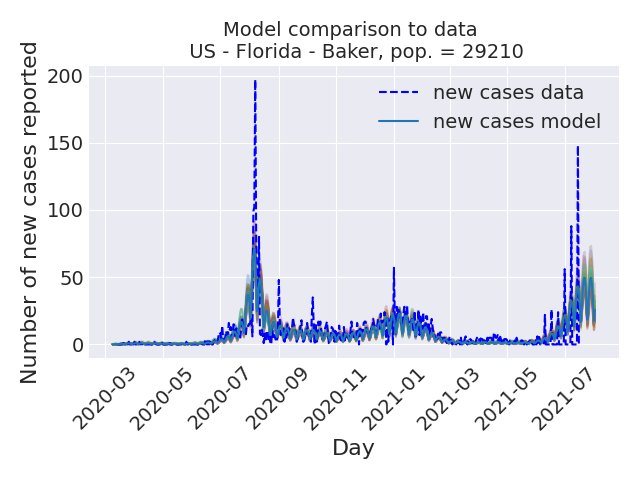 Model comparison to data
US - Florida - Baker, pop. = 29210
Number of new cases reported
200
150
100
50
0
new cases data
new cases model
2020-03
2020-05
2020-07
2020-09
2020-11
2021-01
2021-03
2021-05
2021-07
Day